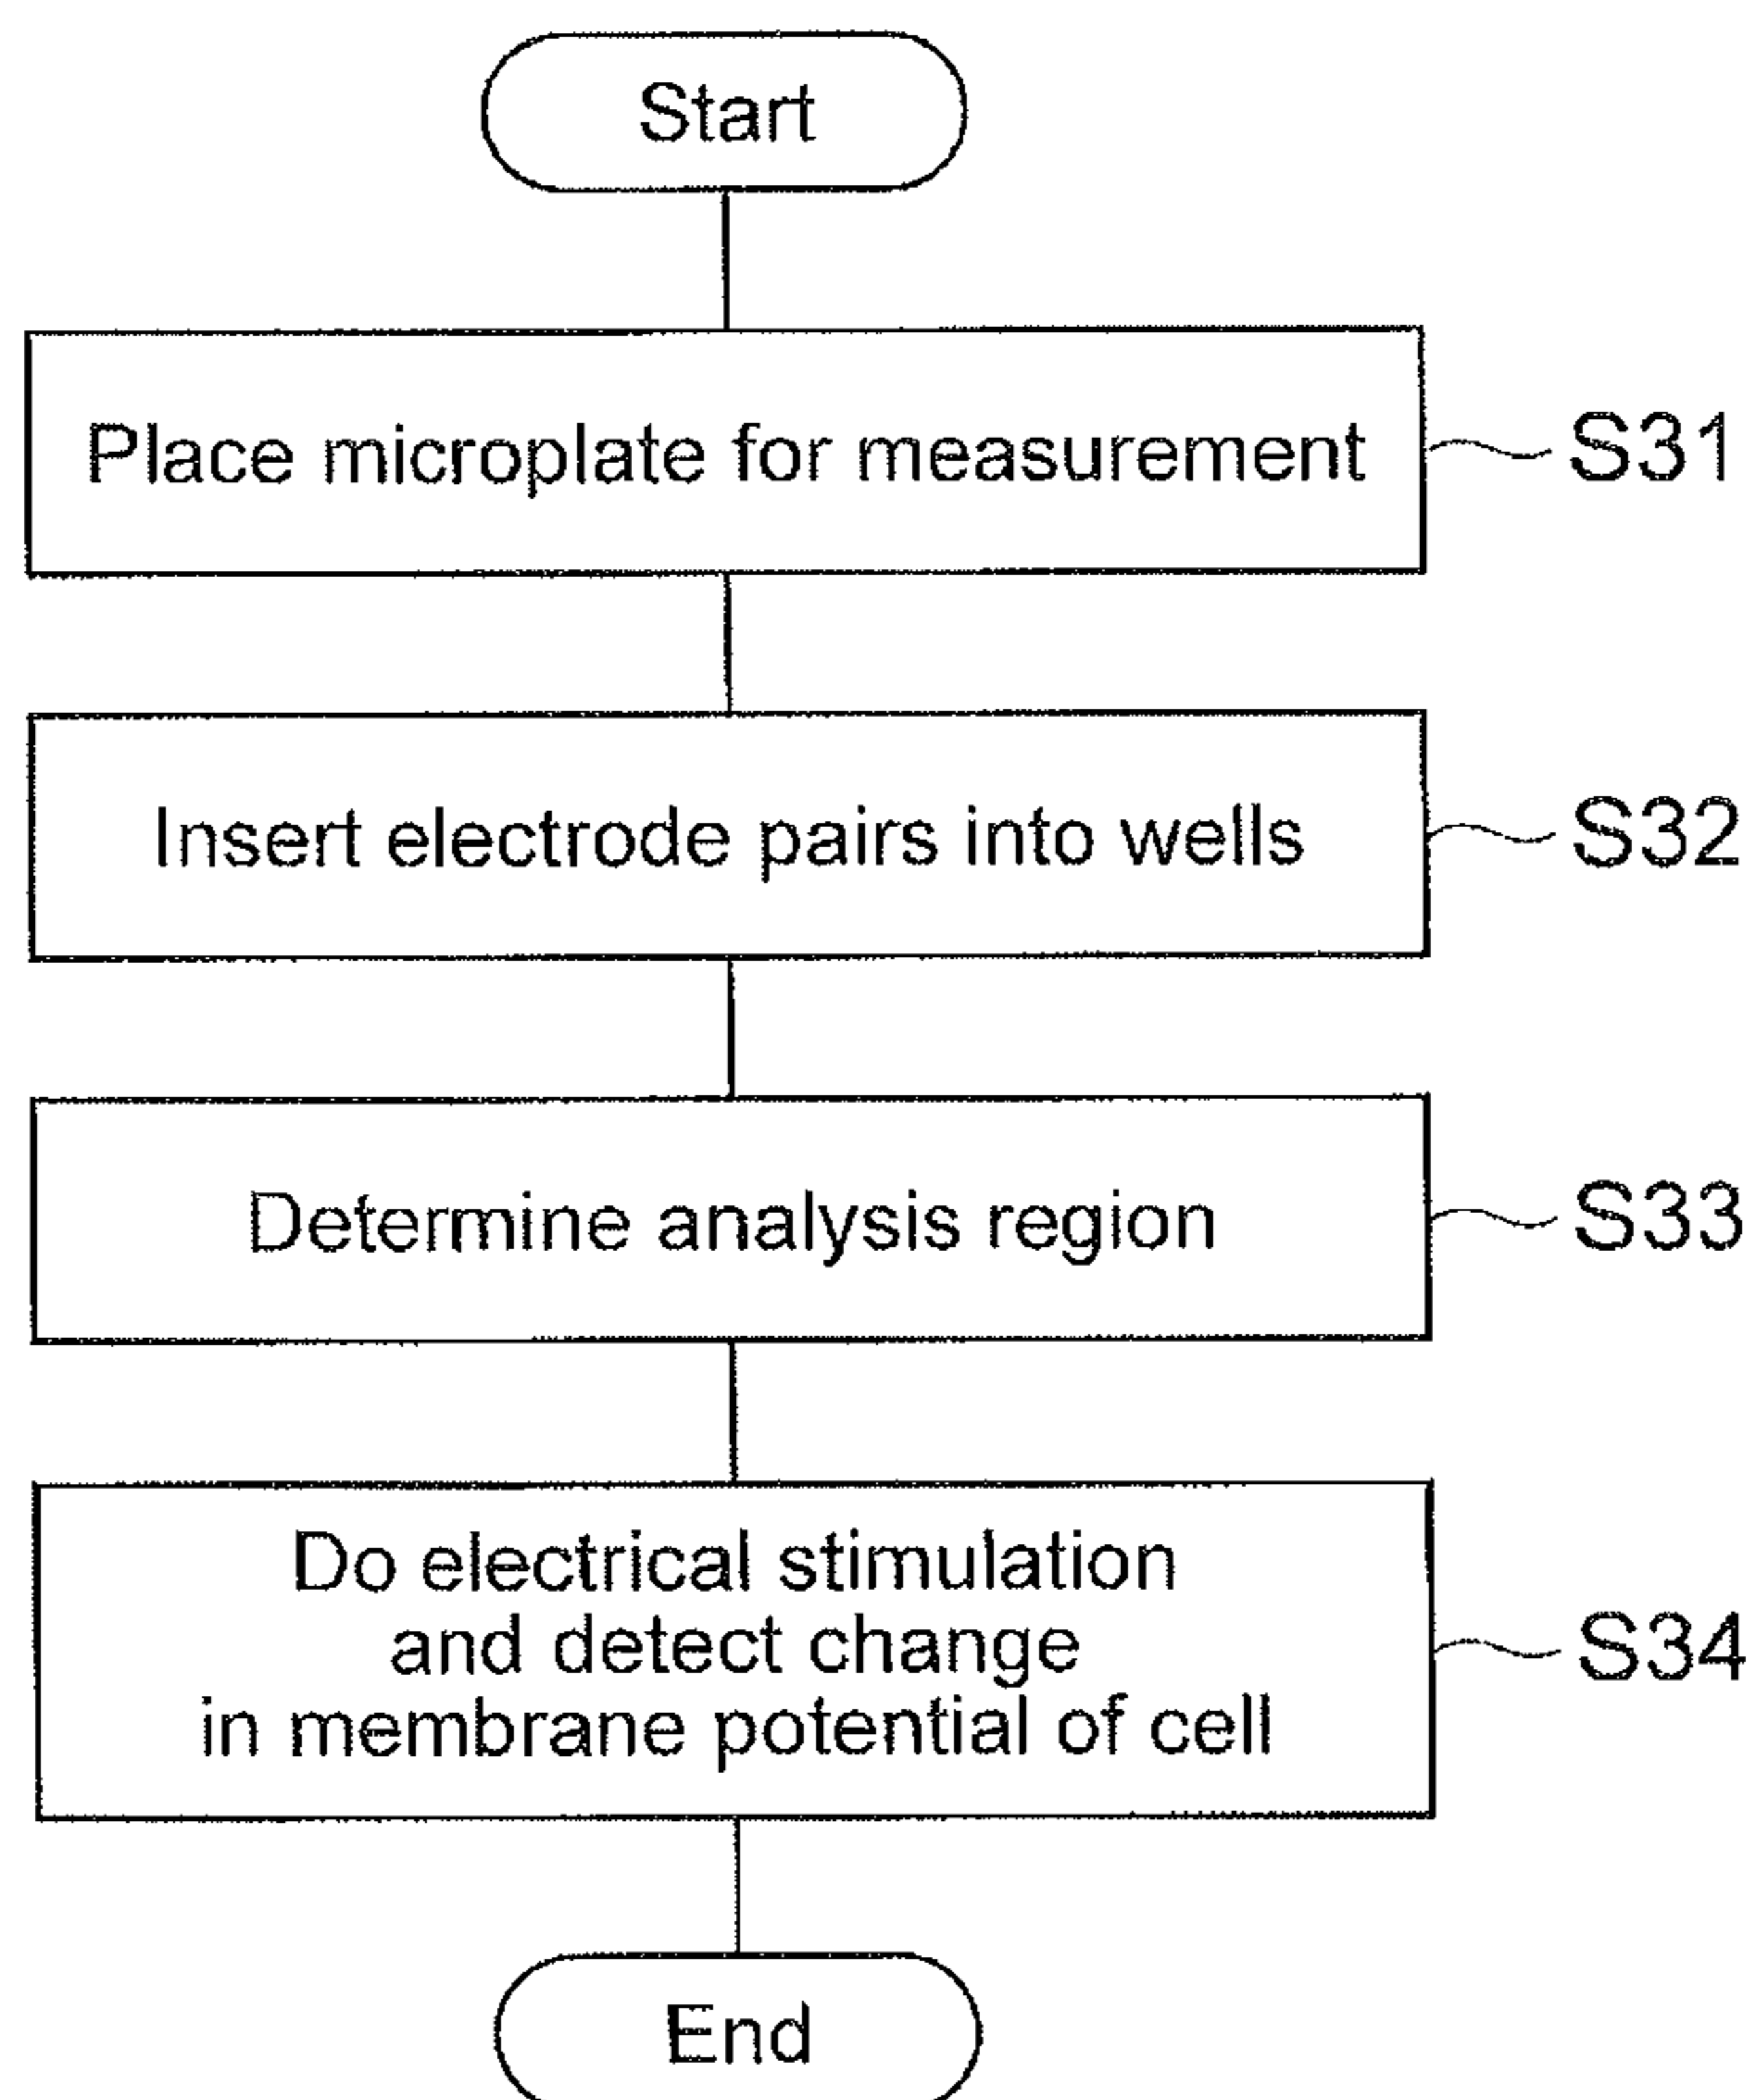 Start
Place microplate for measurement
S31
Insert electrode pairs into wells
S32
Determine analysis region
S33
Do electrical stimulation
and detect change
in membrane potential of cell
S34
End